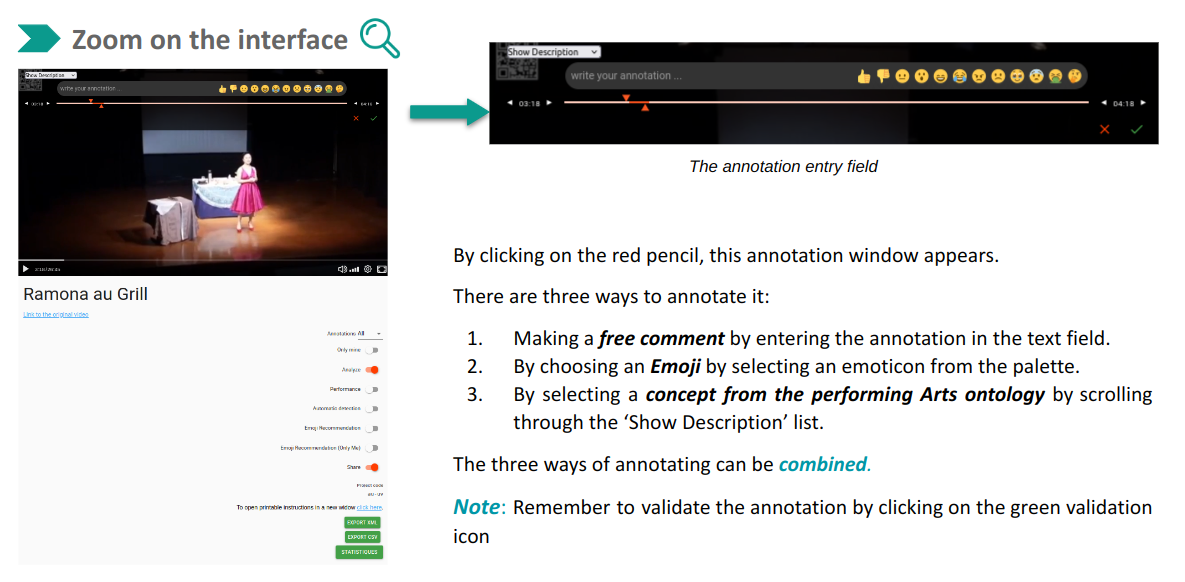 Zoom on the interface
Show Description
write your annotation ...
03:18
04:18
Ramona au Grill
Link to the original video
Annotations All
Only mine
Analyze
Performance
Automatic detection
Emoji Recommendation
Emoji Recommendation (Only Me)
Share
Project code
To open printable instructions in a new widow click here.
EXPORT XML
EXPORT CSV
STATISTIQUES
Show Description
write your annotation ...
03:18
04:18
The annotation entry field
By clicking on the red pencil, this annotation window appears.
There are three ways to annotate it:
1. Making a free comment by entering the annotation in the text field.
2. By choosing an Emoji by selecting an emoticon from the palette.
3. By selecting a concept from the performing Arts ontology by scrolling
through the ‘Show Description’ list.
The three ways of annotating can be combined.
Note: Remember to validate the annotation by clicking on the green validation
icon